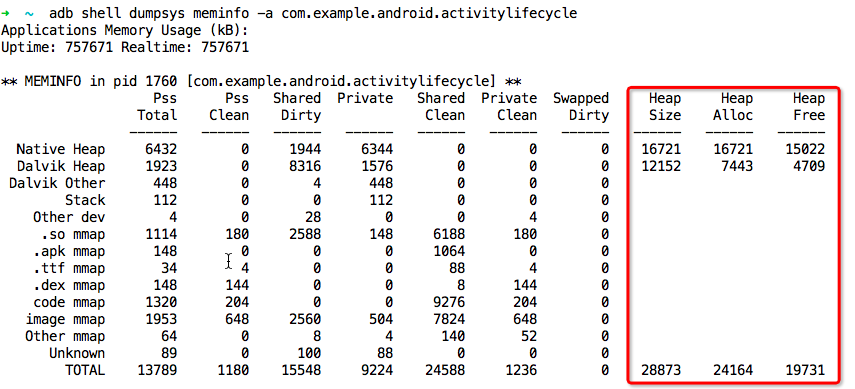 ➜  ~  adb shell dumpsys meminfo -a com.example.android.activitylifecycle
Applications Memory Usage (kB):
Uptime: 757671 Realtime: 757671

** MEMINFO in pid 1760 [com.example.android.activitylifecycle] **
Pss Pss Shared Private Shared Private Swapped Heap Heap Heap
Total Clean Dirty Clean Clean Dirty Size Alloc Free
------ ------ ------ ------ ------ ------ ------ ------ ------ ------
Native Heap 6432 0 1944 6344 0 0 0 16721 16721 15022
Dalvik Heap 1923 0 8316 1576 0 0 0 12152 7443 4709
Dalvik Other 448 0 4 448 0 0 0
Stack 112 0 0 112 0 0 0
Other dev 4 0 28 0 0 4 0
.so mmap 1114 180 2588 148 6188 180 0
.apk mmap 148 0 0 0 1064 0 0
.ttf mmap 34 4 0 0 88 4 0
.dex mmap 148 144 0 0 8 144 0
code mmap 1320 204 0 0 9276 204 0
image mmap 1953 648 2560 504 7824 648 0
Other mmap 64 0 8 4 140 52 0
Unknown 89 0 100 88 0 0 0
TOTAL 13789 1180 15548 9224 24588 1236 0 28873 24164 19731